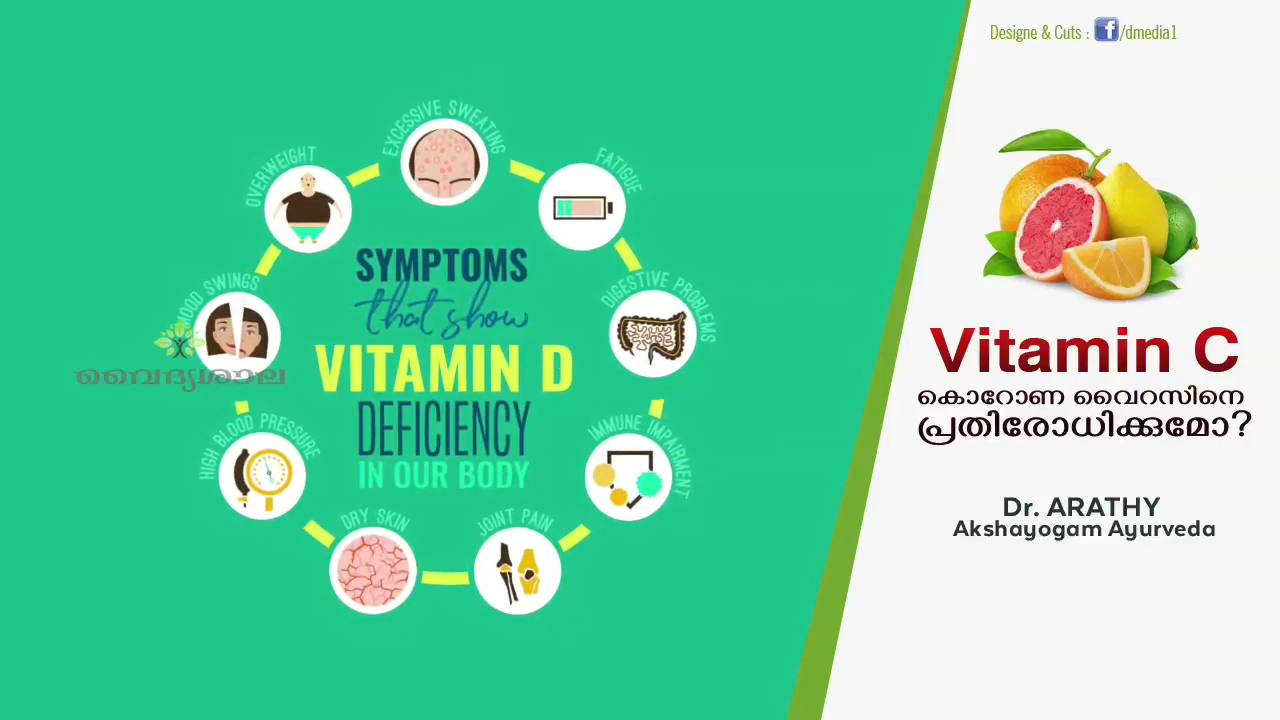 Designe & Cuts : /dmedia1
EXCESSIVE SWEATING
OVERWEIGHT
FATIGUE
MOOD SWINGS
DIGESTIVE PROBLEMS
SYMPTOMS
that show
VITAMIN D
DEFICIENCY
IN OUR BODY
വൈദ്യശാല
HIGH BLOOD PRESSURE
IMMUNE IMPAIRMENT
DRY SKIN
JOINT PAIN
Vitamin C
കൊറോണ വൈറസിനെ
പ്രതിരോധിക്കുമോ?
Dr. ARATHY
Akshayogam Ayurveda